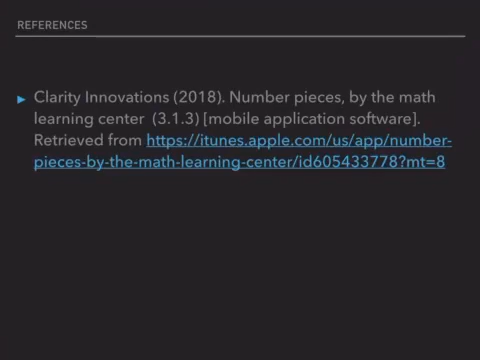 REFERENCES
▸ Clarity Innovations (2018). Number pieces, by the math
learning center  (3.1.3) [mobile application software].
Retrieved from https://itunes.apple.com/us/app/number-
pieces-by-the-math-learning-center/id605433778?mt=8